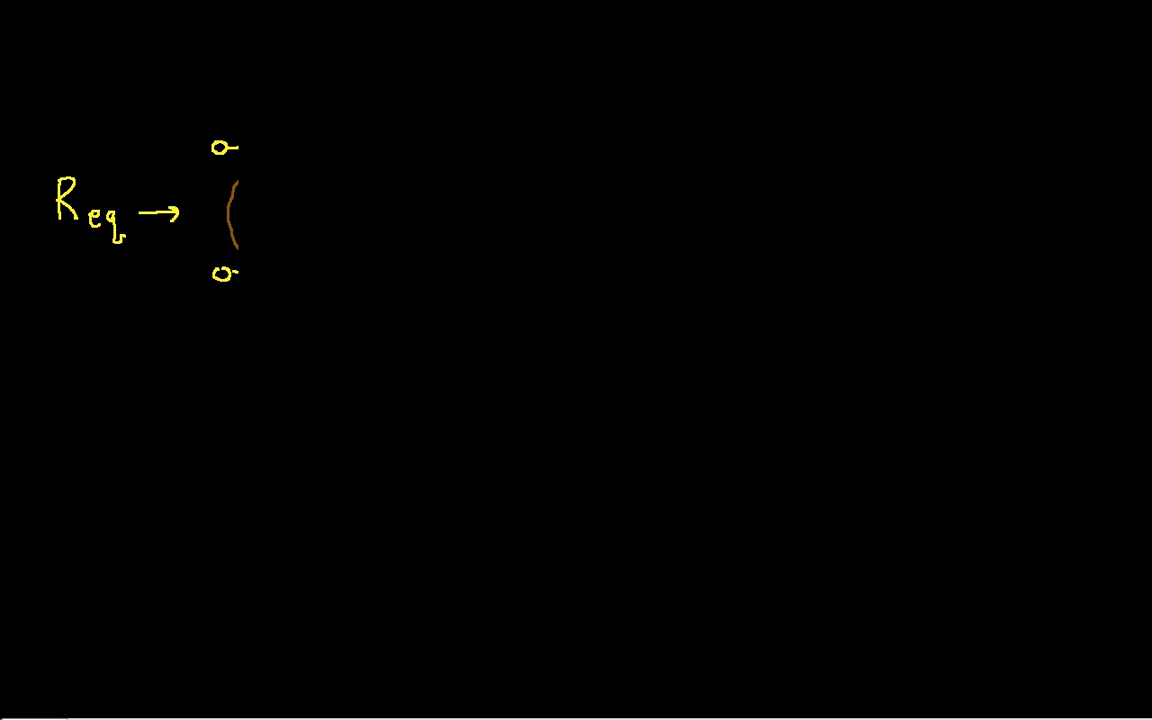 Req →